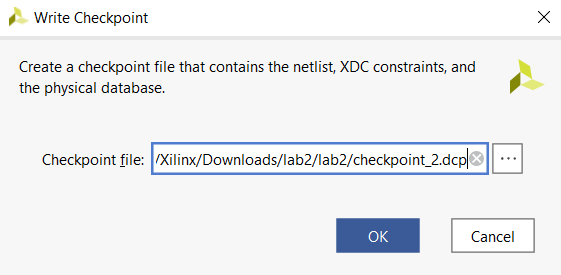 Write Checkpoint
Create a checkpoint file that contains the netlist, XDC constraints, and
the physical database.
Checkpoint file: /Xilinx/Downloads/lab2/lab2/checkpoint_2.dcp
OK Cancel